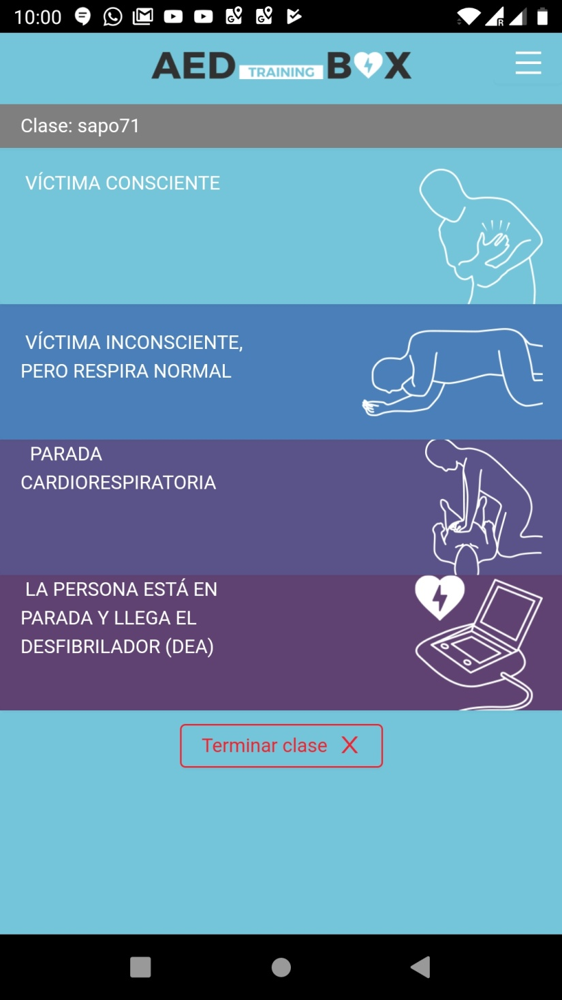 10:00
AED TRAINING BOX
Clase: sapo71
VÍCTIMA CONSCIENTE
VÍCTIMA INCONSCIENTE,
PERO RESPIRA NORMAL
PARADA
CARDIORESPIRATORIA
LA PERSONA ESTÁ EN
PARADA Y LLEGA EL
DESFIBRILADOR (DEA)
Terminar clase X